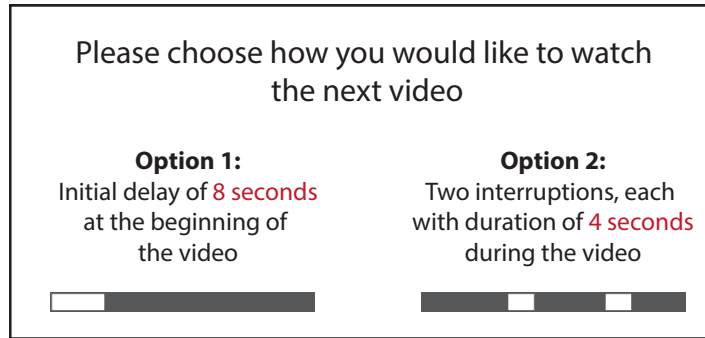 Please choose how you would like to watch
the next video
Option 1:
Initial delay of 8 seconds
at the beginning of
the video
Option 2:
Two interruptions, each
with duration of 4 seconds
during the video